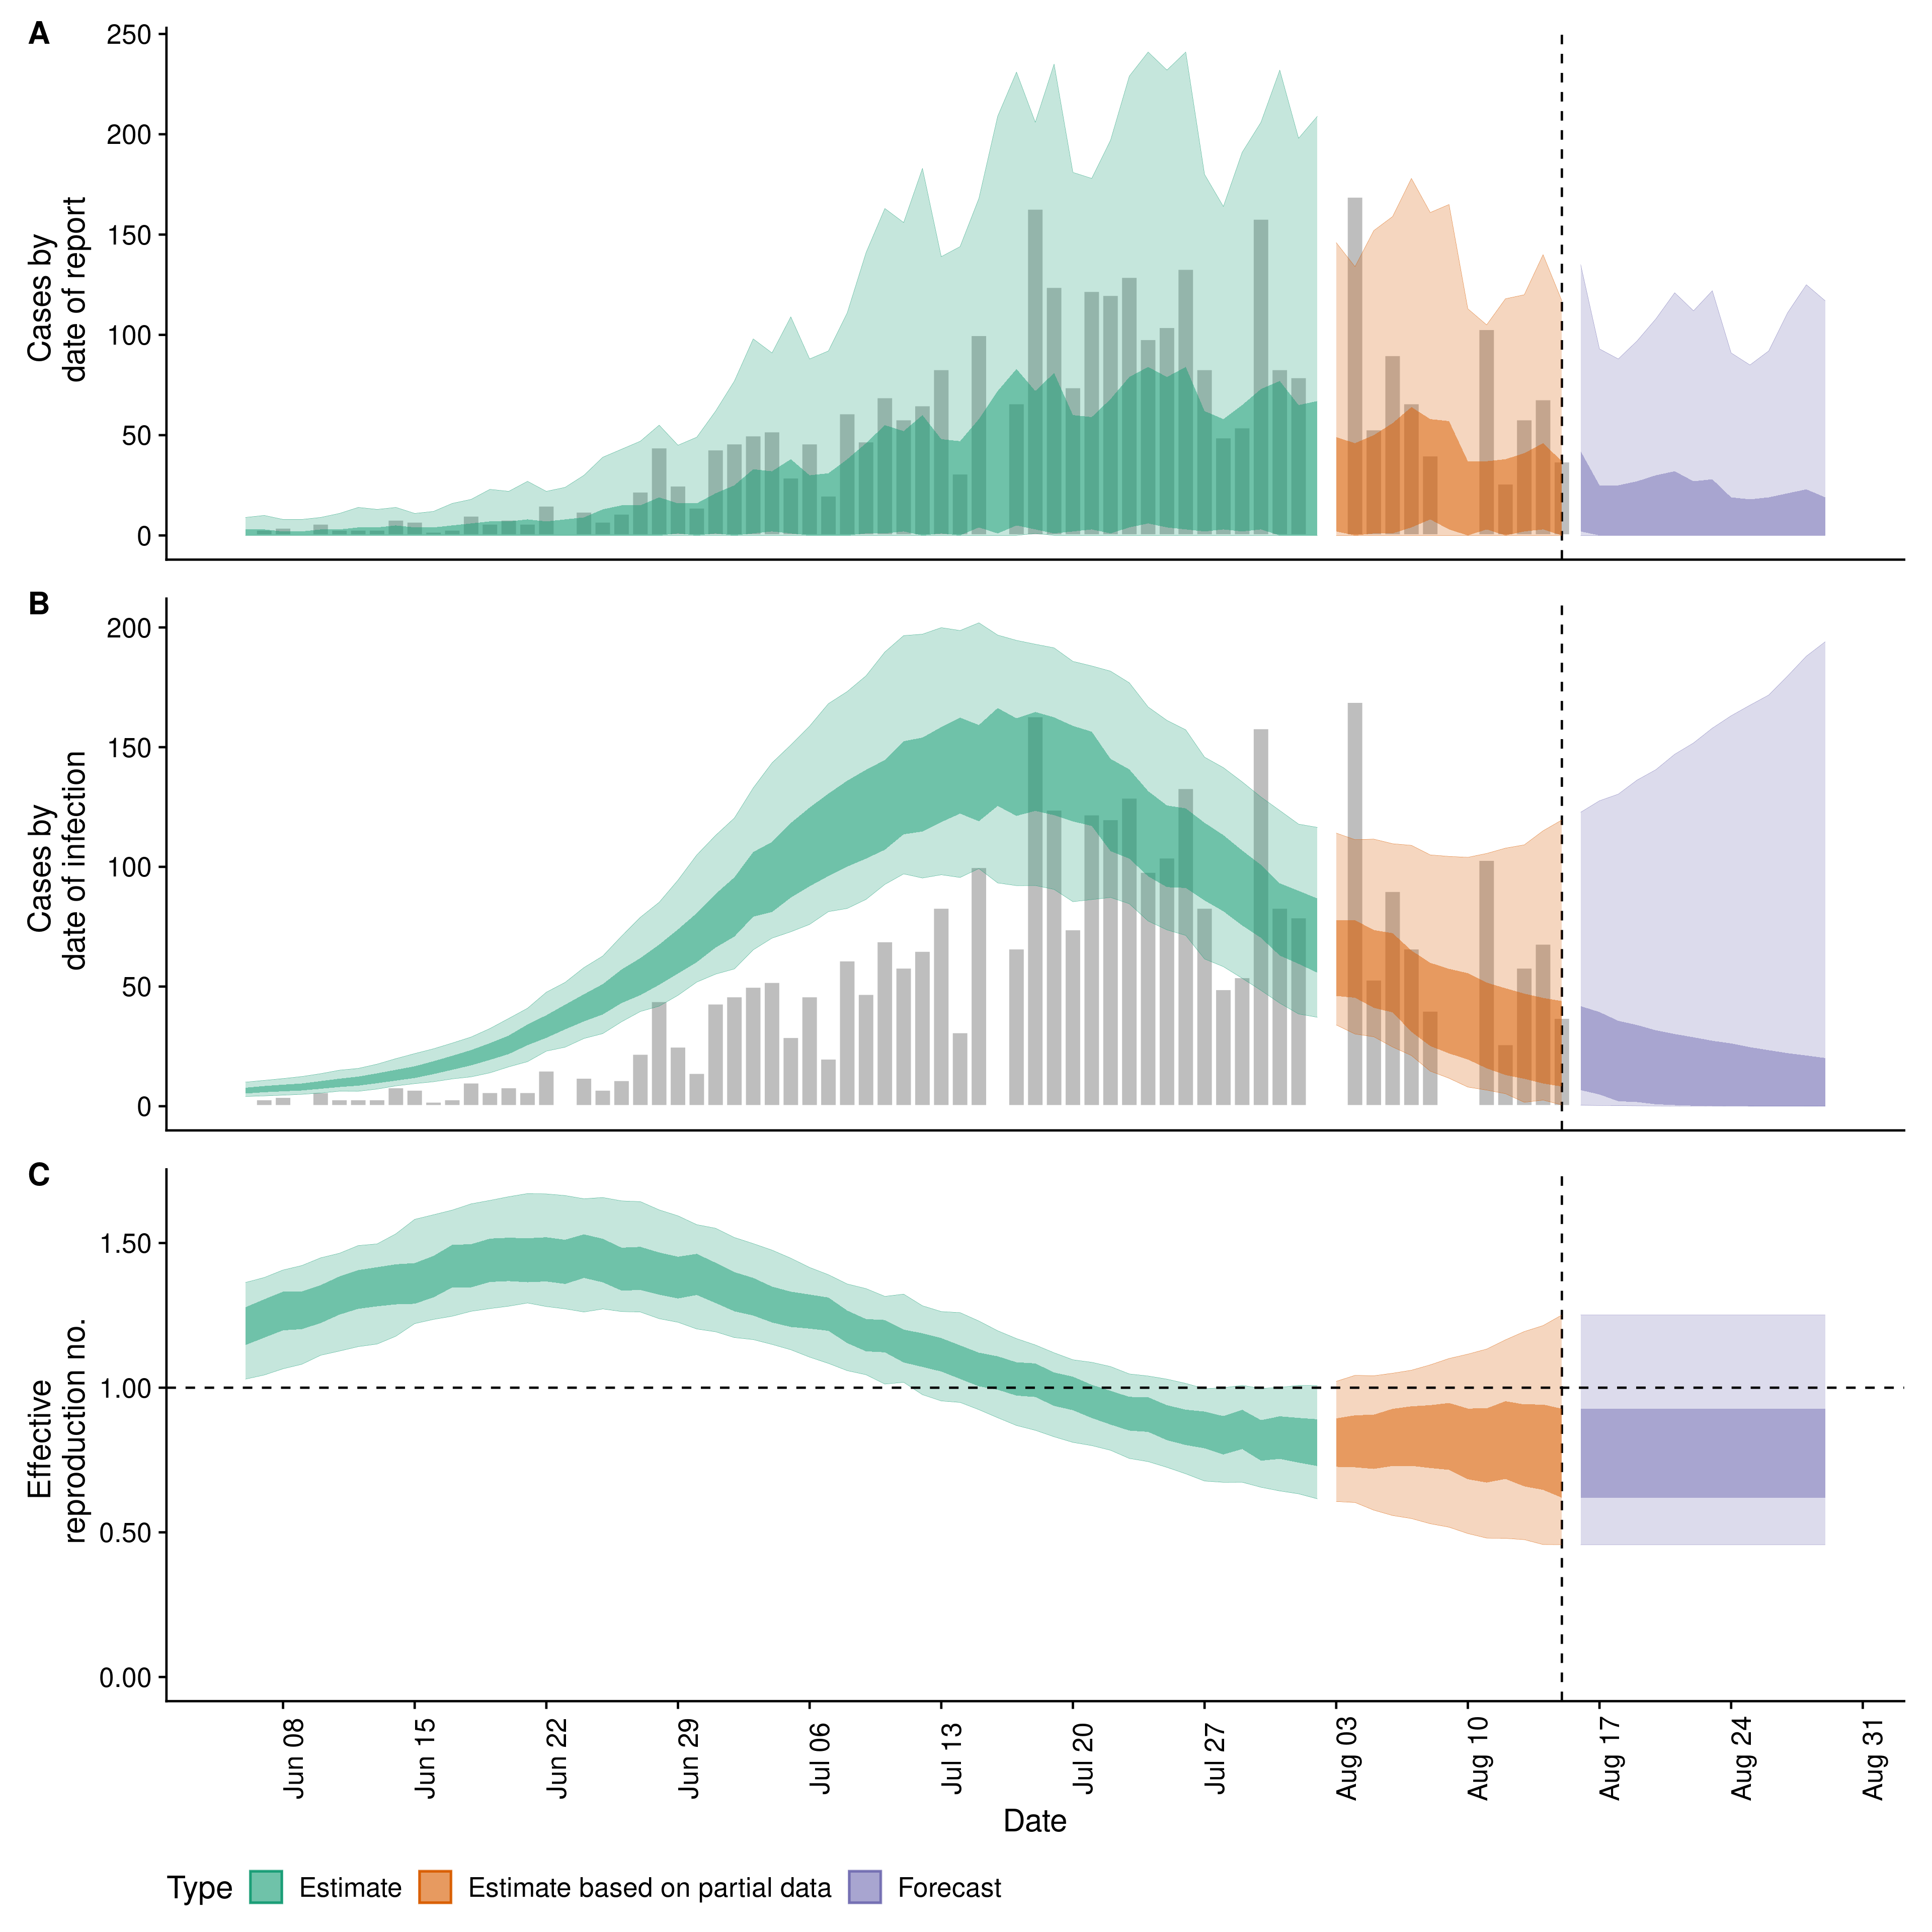 A
250
200
150
100
50
0
Cases by
date of report
B
200
150
100
50
0
Cases by
date of infection
C
1.50
1.00
0.50
0.00
Effective
reproduction no.
Jun 08
Jun 15
Jun 22
Jun 29
Jul 06
Jul 13
Jul 20
Jul 27
Aug 03
Aug 10
Aug 17
Aug 24
Aug 31
Date
Type Estimate Estimate based on partial data Forecast